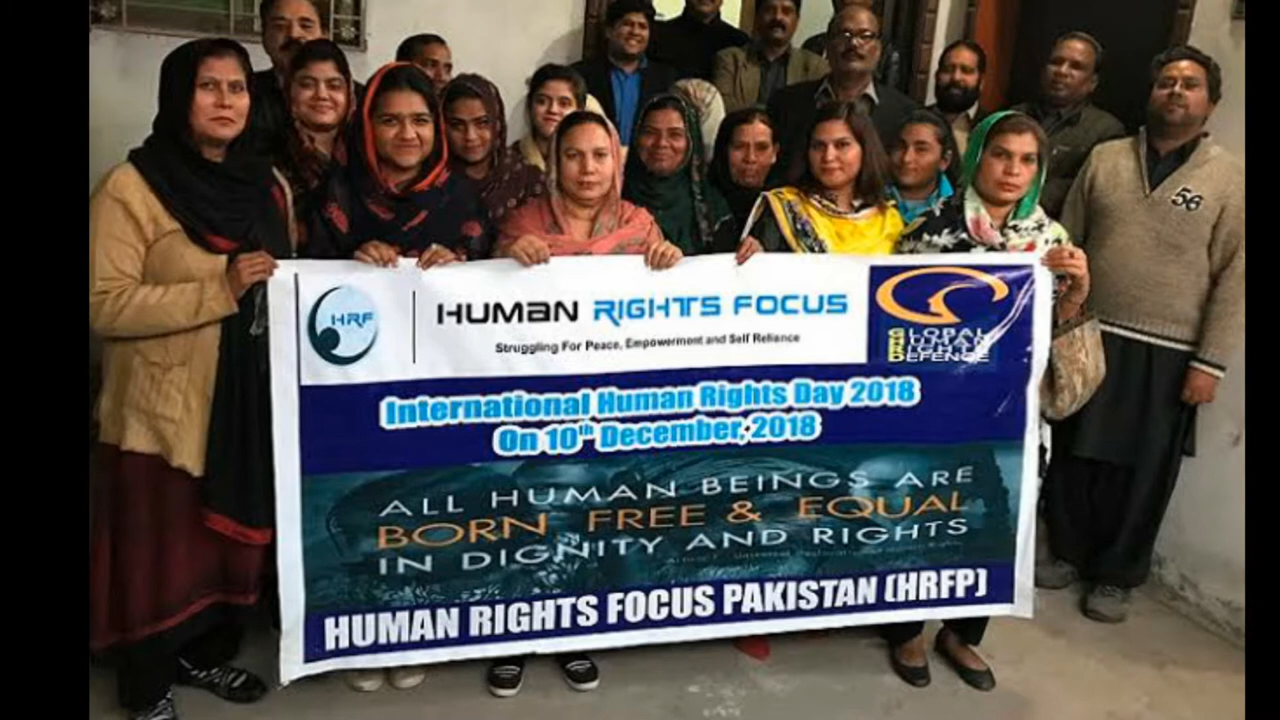 HRF
HUMAN RIGHTS FOCUS
Struggling For Peace, Empowerment and Self Reliance
GLOBAL
HUMAN
RIGHTS
DEFENCE
International Human Rights Day 2018
On 10th December, 2018
ALL HUMAN BEINGS ARE
BORN FREE & EQUAL
IN DIGNITY AND RIGHTS
HUMAN RIGHTS FOCUS PAKISTAN (HRFP)
56